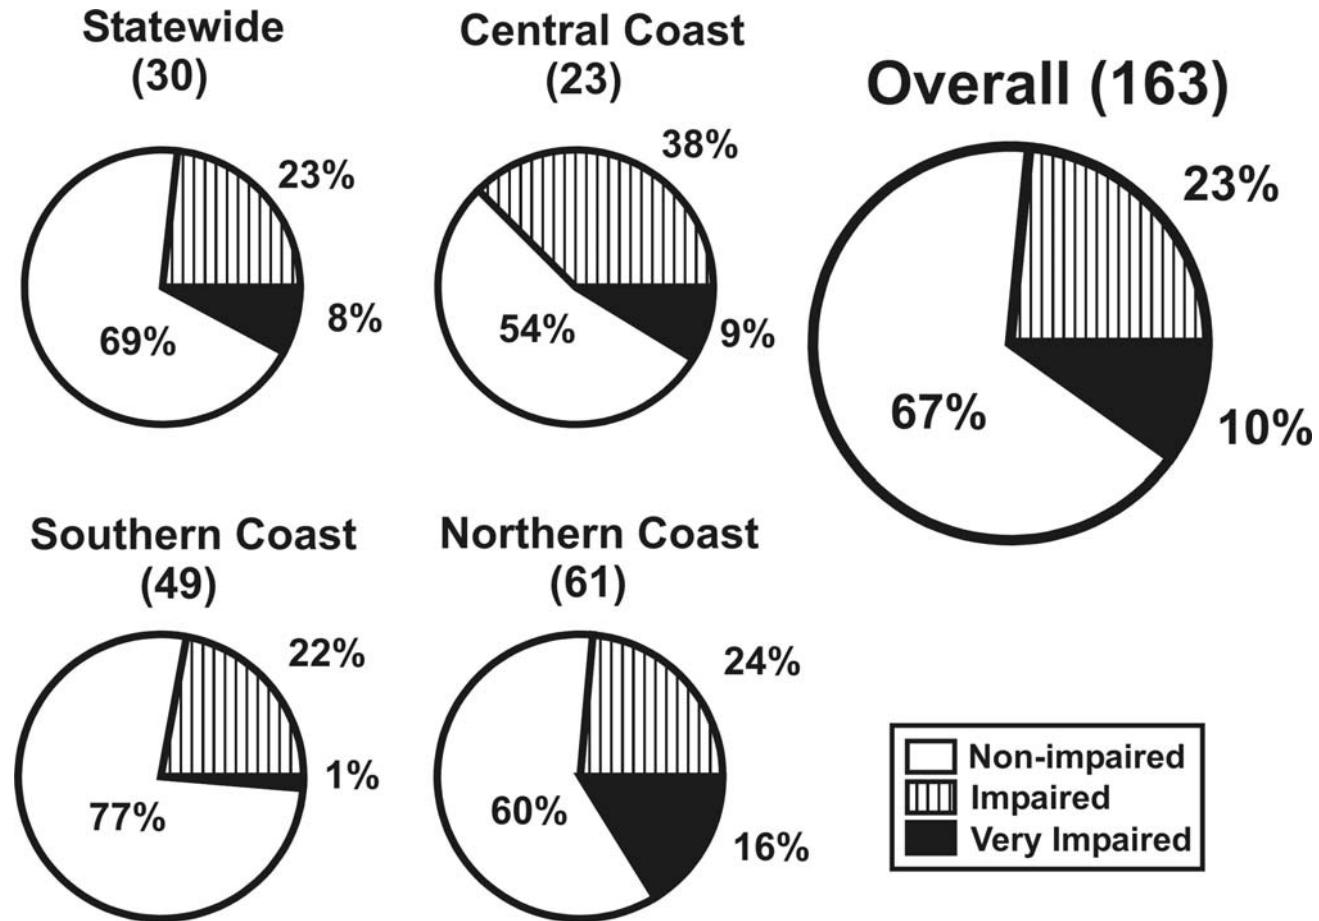 Statewide
(30)
23%
8%
69%
Central Coast
(23)
38%
9%
54%
Overall (163)
23%
10%
67%
Southern Coast
(49)
22%
1%
77%
Northern Coast
(61)
24%
16%
60%
Non-impaired
Impaired
Very Impaired